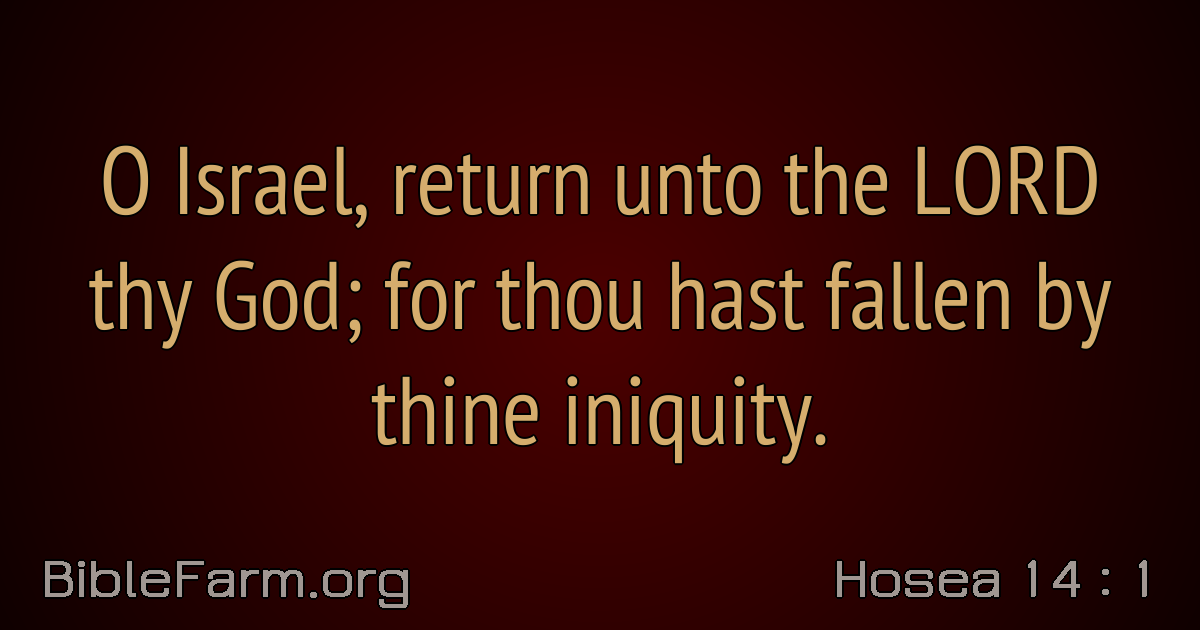 O Israel, return unto the LORD
thy God; for thou hast fallen by
thine iniquity.
BibleFarm.org
Hosea 14 : 1